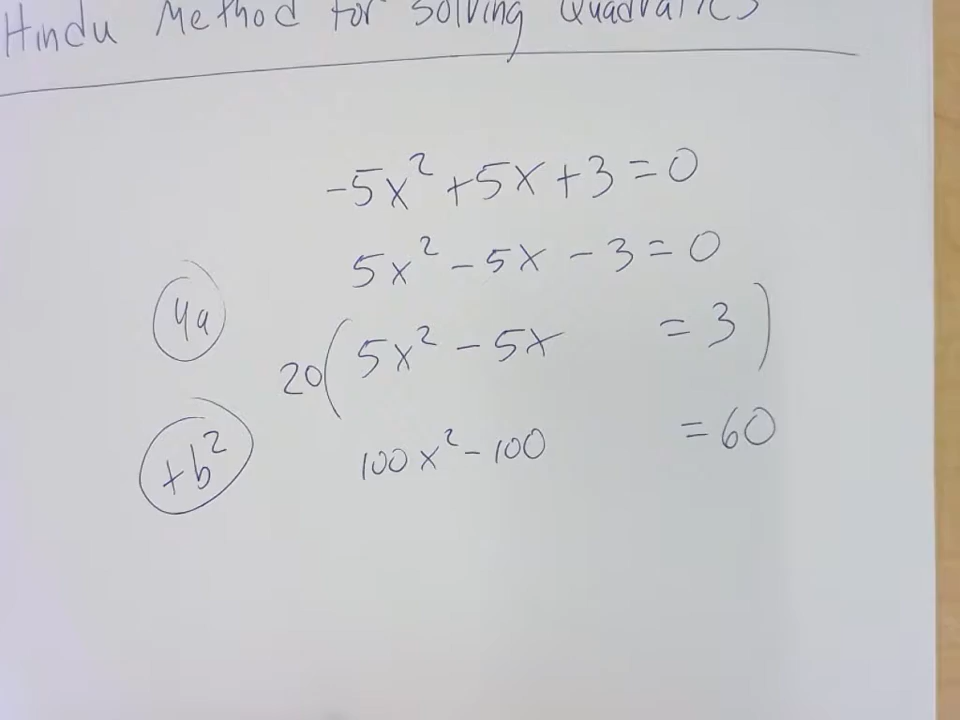 Hindu Method for Solving Quadratics
-5x² +5x +3 = 0
5x² - 5x - 3 = 0
4a
20( 5x² - 5x = 3 )
+b²
100x² - 100 = 60